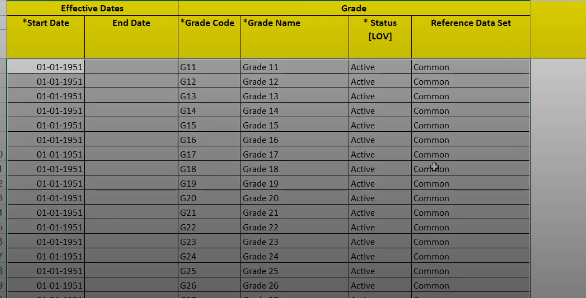 Effective Dates Grade
*Start Date End Date *Grade Code *Grade Name * Status [LOV] Reference Data Set
01-01-1951 G11 Grade 11 Active Common
01-01-1951 G12 Grade 12 Active Common
01-01-1951 G13 Grade 13 Active Common
01-01-1951 G14 Grade 14 Active Common
01-01-1951 G15 Grade 15 Active Common
01-01-1951 G16 Grade 16 Active Common
01-01-1951 G17 Grade 17 Active Common
01-01-1951 G18 Grade 18 Active Common
01-01-1951 G19 Grade 19 Active Common
01-01-1951 G20 Grade 20 Active Common
01-01-1951 G21 Grade 21 Active Common
01-01-1951 G22 Grade 22 Active Common
01-01-1951 G23 Grade 23 Active Common
01-01-1951 G24 Grade 24 Active Common
01-01-1951 G25 Grade 25 Active Common
01-01-1951 G26 Grade 26 Active Common